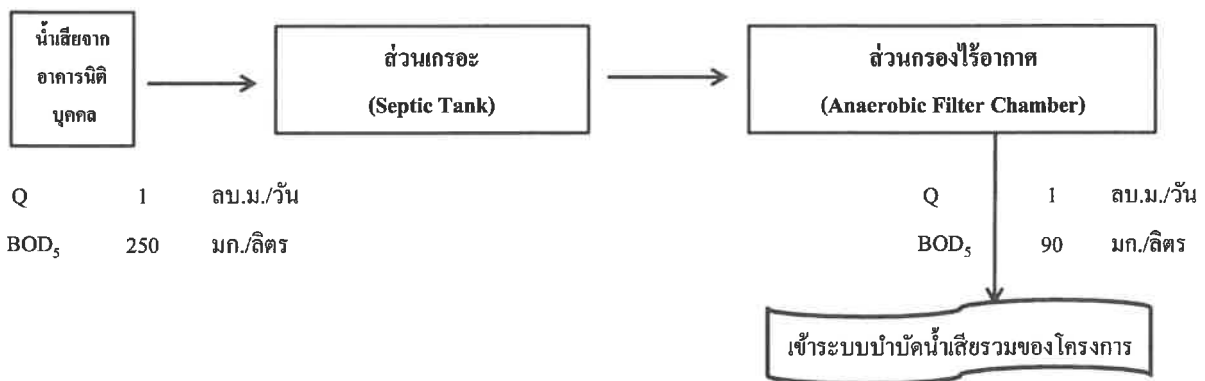 น้ำเสียจาก
อาคารนิติ
บุคคล
ส่วนเกรอะ
(Septic Tank)
ส่วนกรองไร้อากาศ
(Anaerobic Filter Chamber)
Q 1 ลบ.ม./วัน
BOD₅ 250 มก./ลิตร
Q 1 ลบ.ม./วัน
BOD₅ 90 มก./ลิตร
เข้าระบบบำบัดน้ำเสียรวมของโครงการ